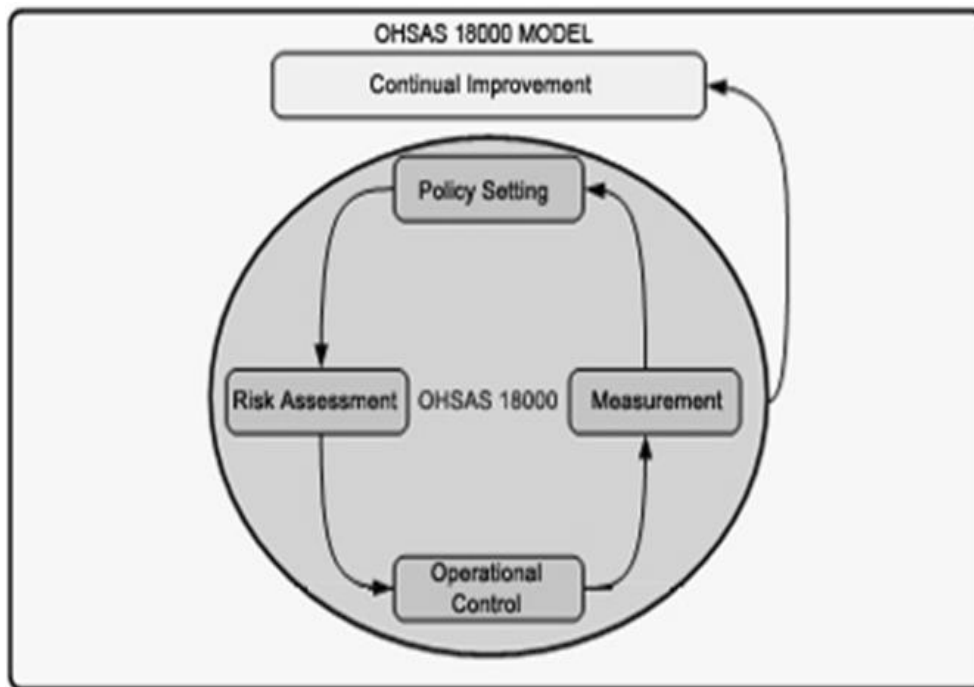 OHSAS 18000 MODEL
Continual Improvement
Policy Setting
Risk Assessment
OHSAS 18000
Measurement
Operational
Control